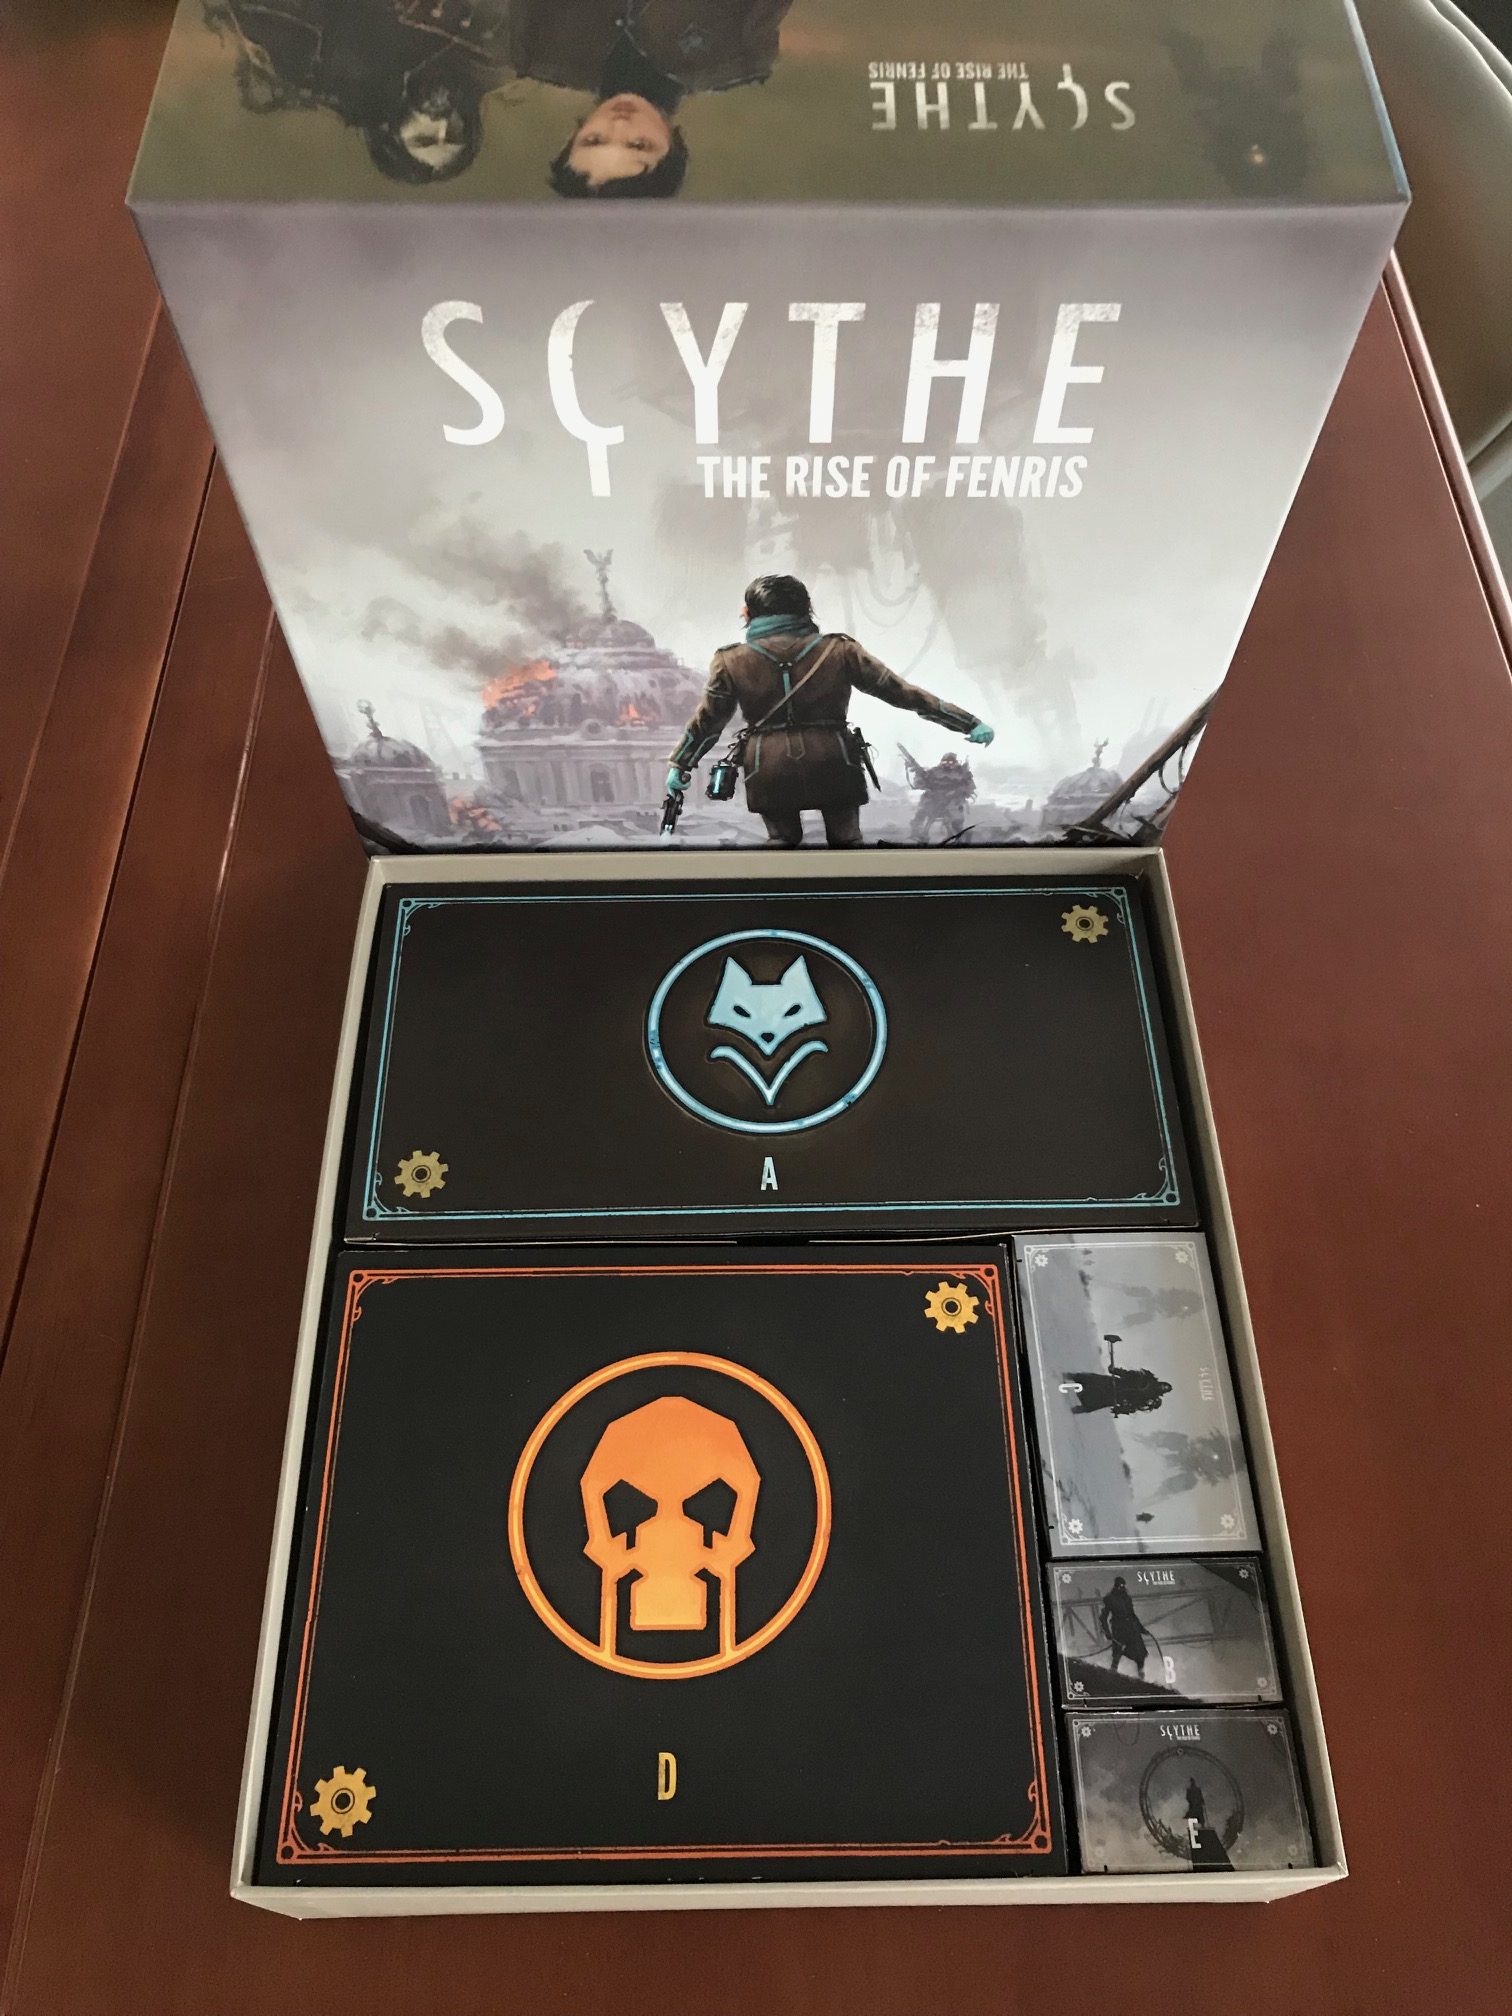 SCYTHE
THE RISE OF FENRIS
SCYTHE
THE RISE OF FENRIS
A
D
SCYTHE
C
SCYTHE
B
SCYTHE
E